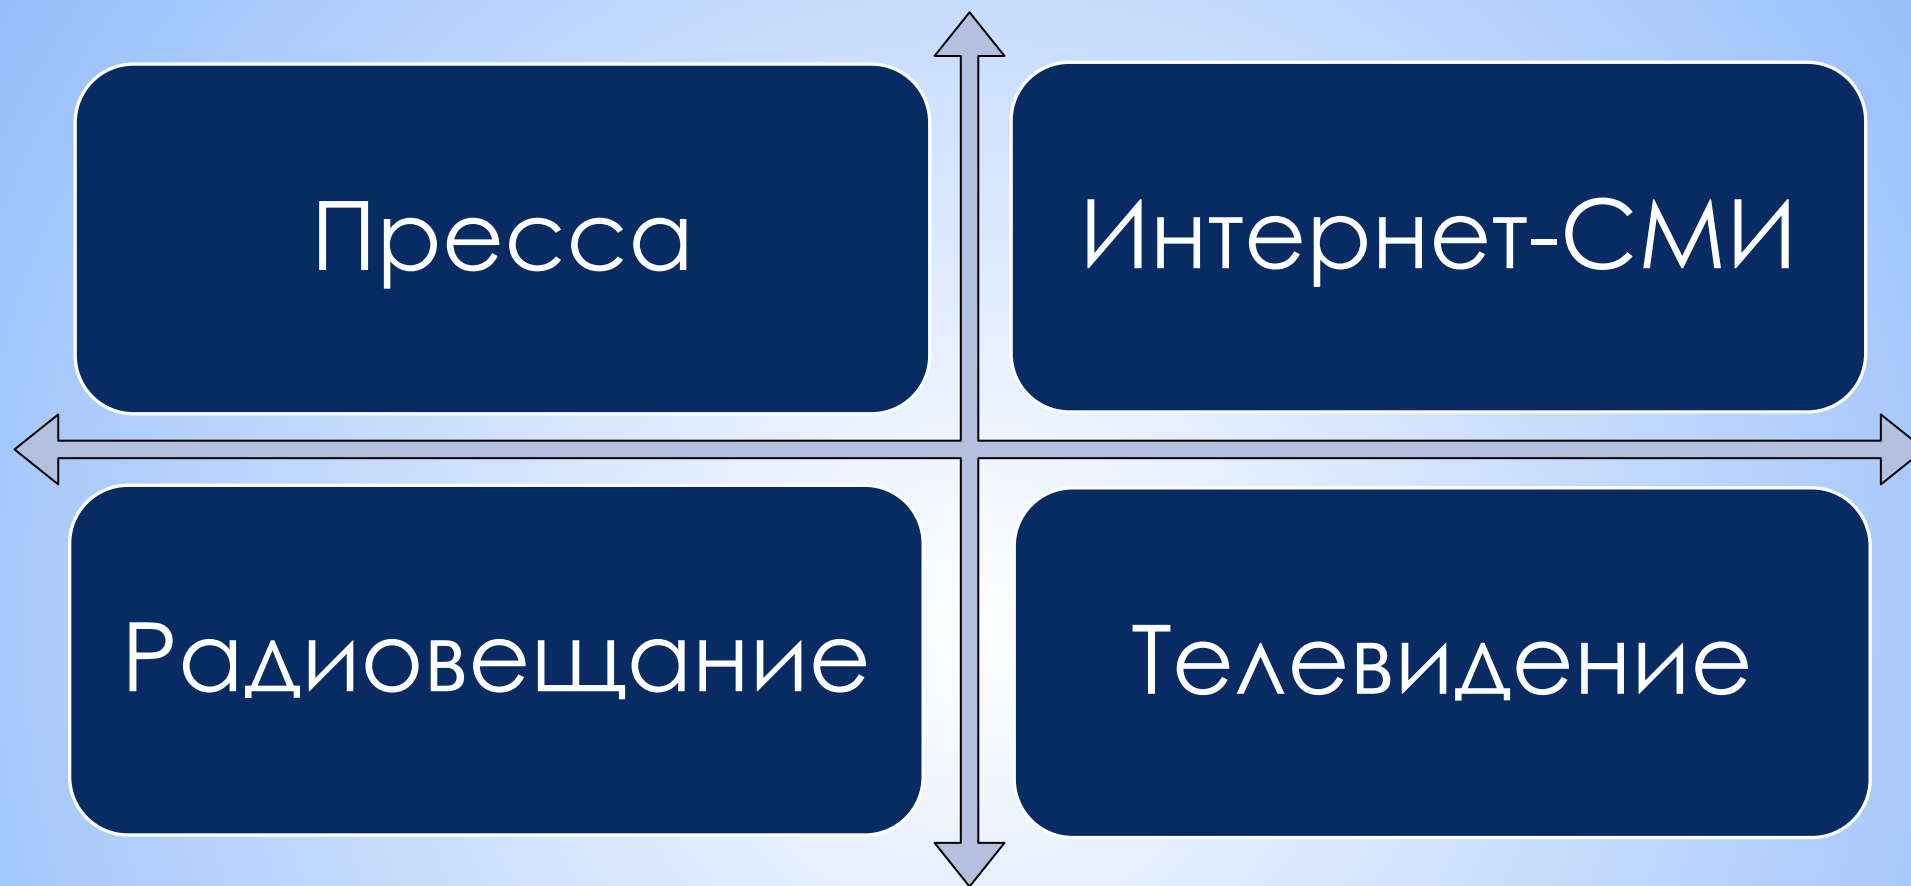 Пресса
Интернет-СМИ
Радиовещание
Телевидение